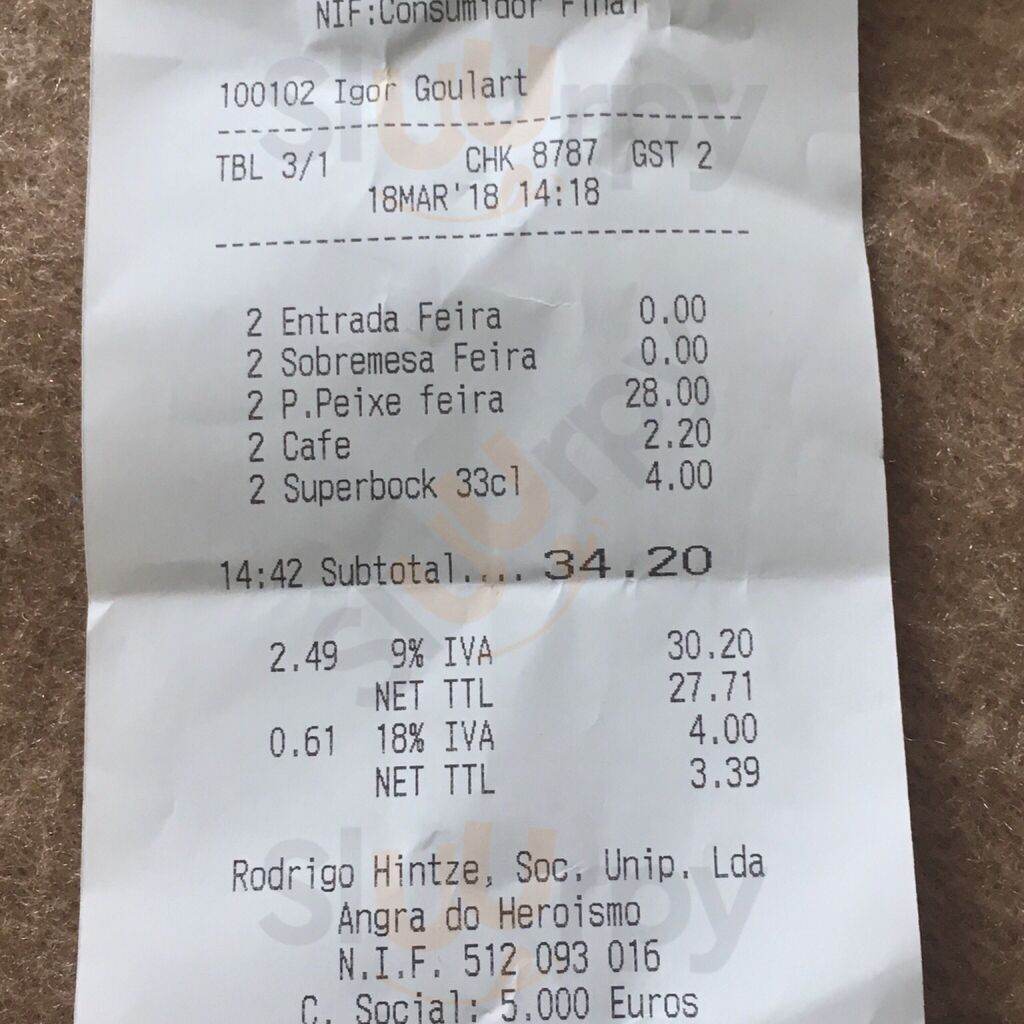 NIF:Consumidor Final
100102 Igor Goulart
--------------------------------
TBL 3/1 CHK 8787 GST 2
18MAR'18 14:18
--------------------------------
2 Entrada Feira 0.00
2 Sobremesa Feira 0.00
2 P.Peixe feira 28.00
2 Cafe 2.20
2 Superbock 33cl 4.00
14:42 Subtotal.... 34.20
2.49 9% IVA 30.20
NET TTL 27.71
0.61 18% IVA 4.00
NET TTL 3.39
Rodrigo Hintze, Soc. Unip. Lda
Angra do Heroismo
N.I.F. 512 093 016
C. Social: 5.000 Euros
sluurpy
sluurpy
sluurpy